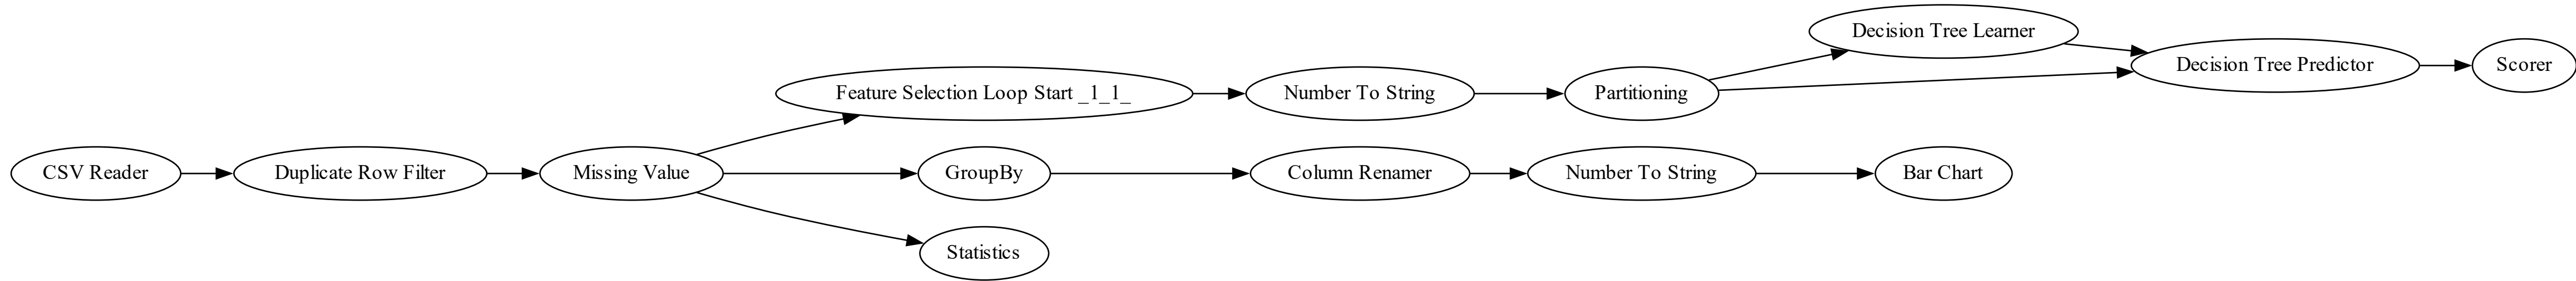 CSV Reader
Duplicate Row Filter
Missing Value
Feature Selection Loop Start _1_1_
Number To String
Partitioning
Decision Tree Learner
Decision Tree Predictor
Scorer
GroupBy
Column Renamer
Number To String
Bar Chart
Statistics